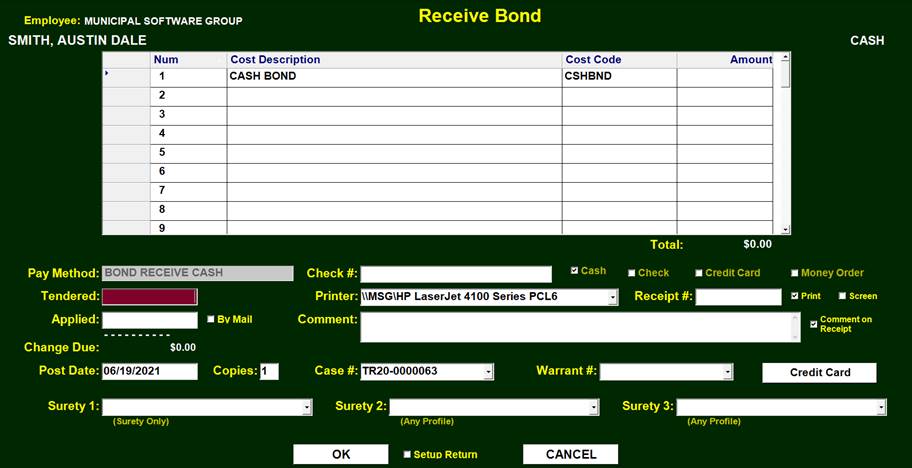 Receive Bond
Employee: MUNICIPAL SOFTWARE GROUP
SMITH, AUSTIN DALE CASH
Num Cost Description Cost Code Amount
1 CASH BOND CSHBND
2
3
4
5
6
7
8
9
Total: $0.00
Pay Method: BOND RECEIVE CASH Check #: Cash Check Credit Card Money Order
Tendered: Printer: \\MSG\HP LaserJet 4100 Series PCL6 Receipt #: Print Screen
Applied: By Mail Comment: Comment on
Receipt
Change Due: $0.00
Post Date: 06/19/2021 Copies: 1 Case #: TR20-0000063 Warrant #: Credit Card
Surety 1: Surety 2: Surety 3:
(Surety Only) (Any Profile) (Any Profile)
OK Setup Return CANCEL